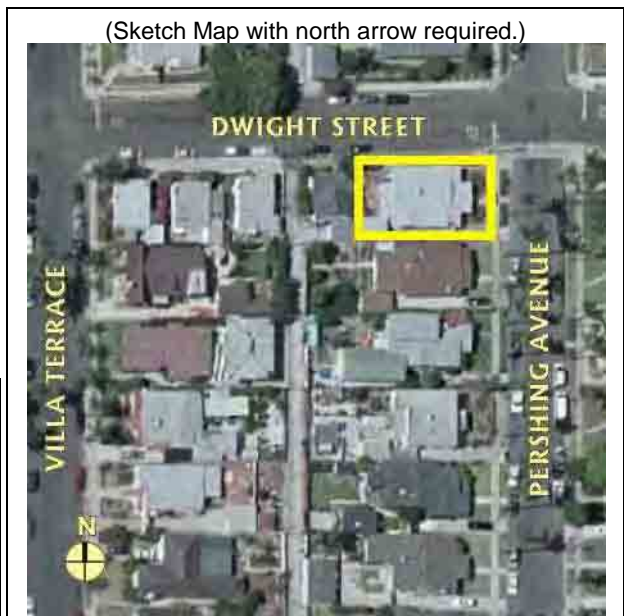 (Sketch Map with north arrow required.)
DWIGHT STREET
VILLA TERRACE
PERSHING AVENUE
N